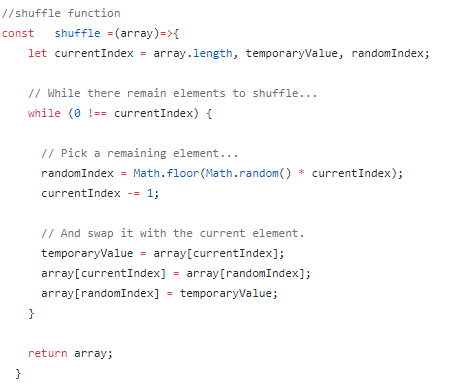 //shuffle function
const   shuffle =(array)=>{
    let currentIndex = array.length, temporaryValue, randomIndex;

    // While there remain elements to shuffle...
    while (0 !== currentIndex) {

      // Pick a remaining element...
      randomIndex = Math.floor(Math.random() * currentIndex);
      currentIndex -= 1;

      // And swap it with the current element.
      temporaryValue = array[currentIndex];
      array[currentIndex] = array[randomIndex];
      array[randomIndex] = temporaryValue;
    }

    return array;
  }